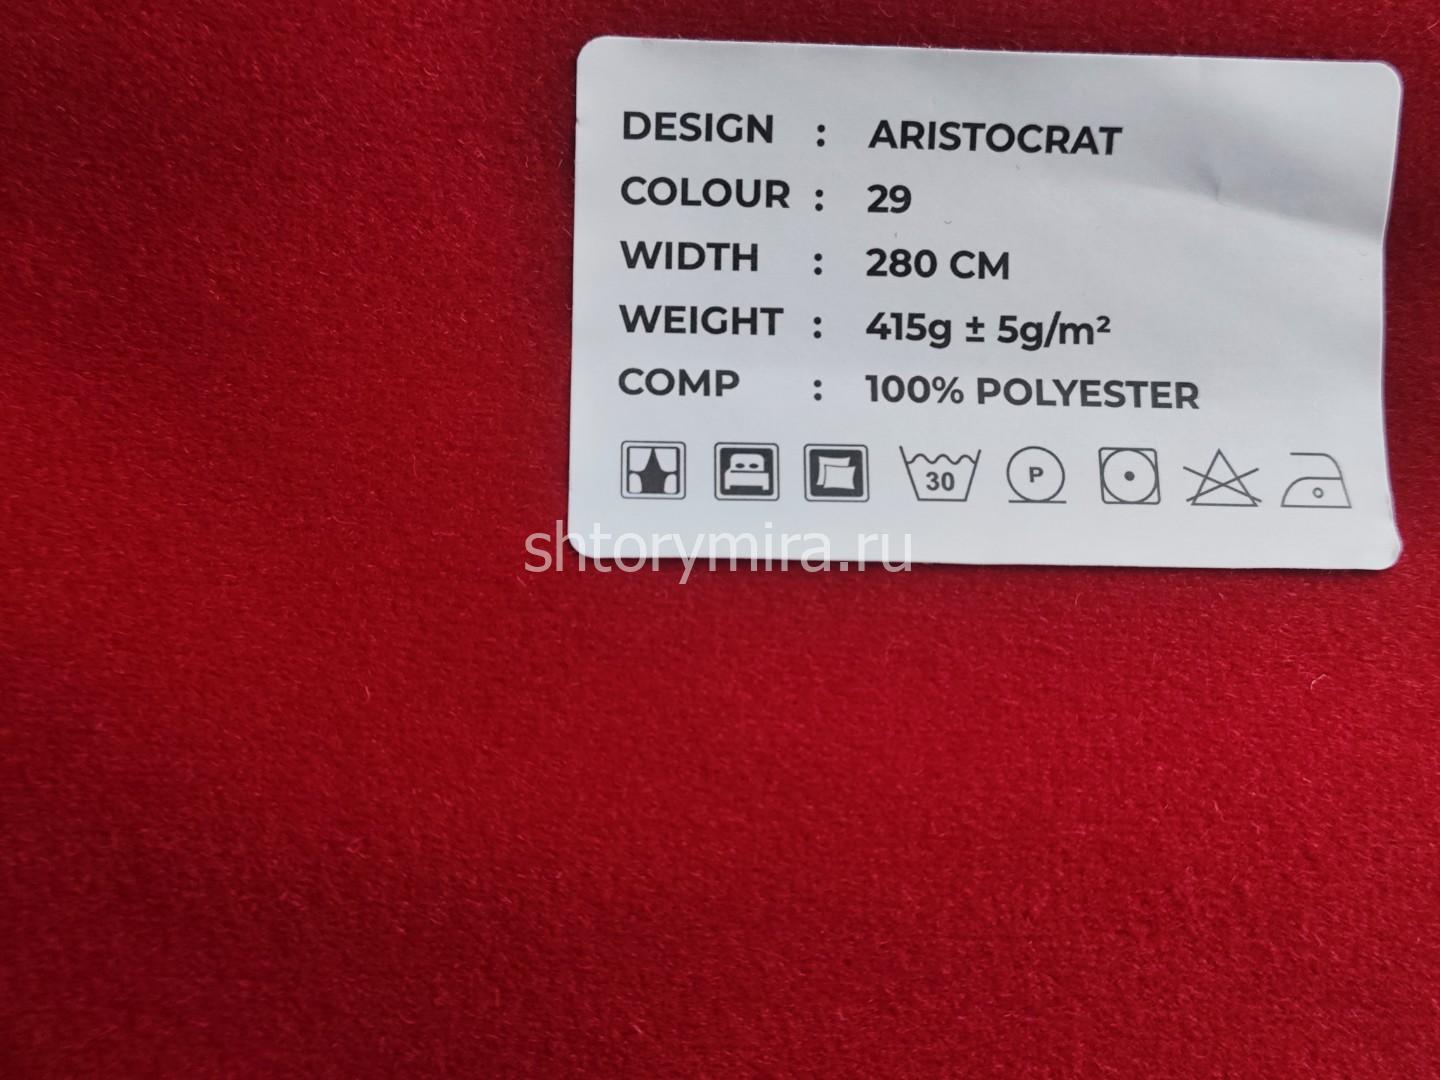 DESIGN : ARISTOCRAT
COLOUR : 29
WIDTH : 280 CM
WEIGHT : 415g ± 5g/m²
COMP : 100% POLYESTER
30 P
shtorymira.ru